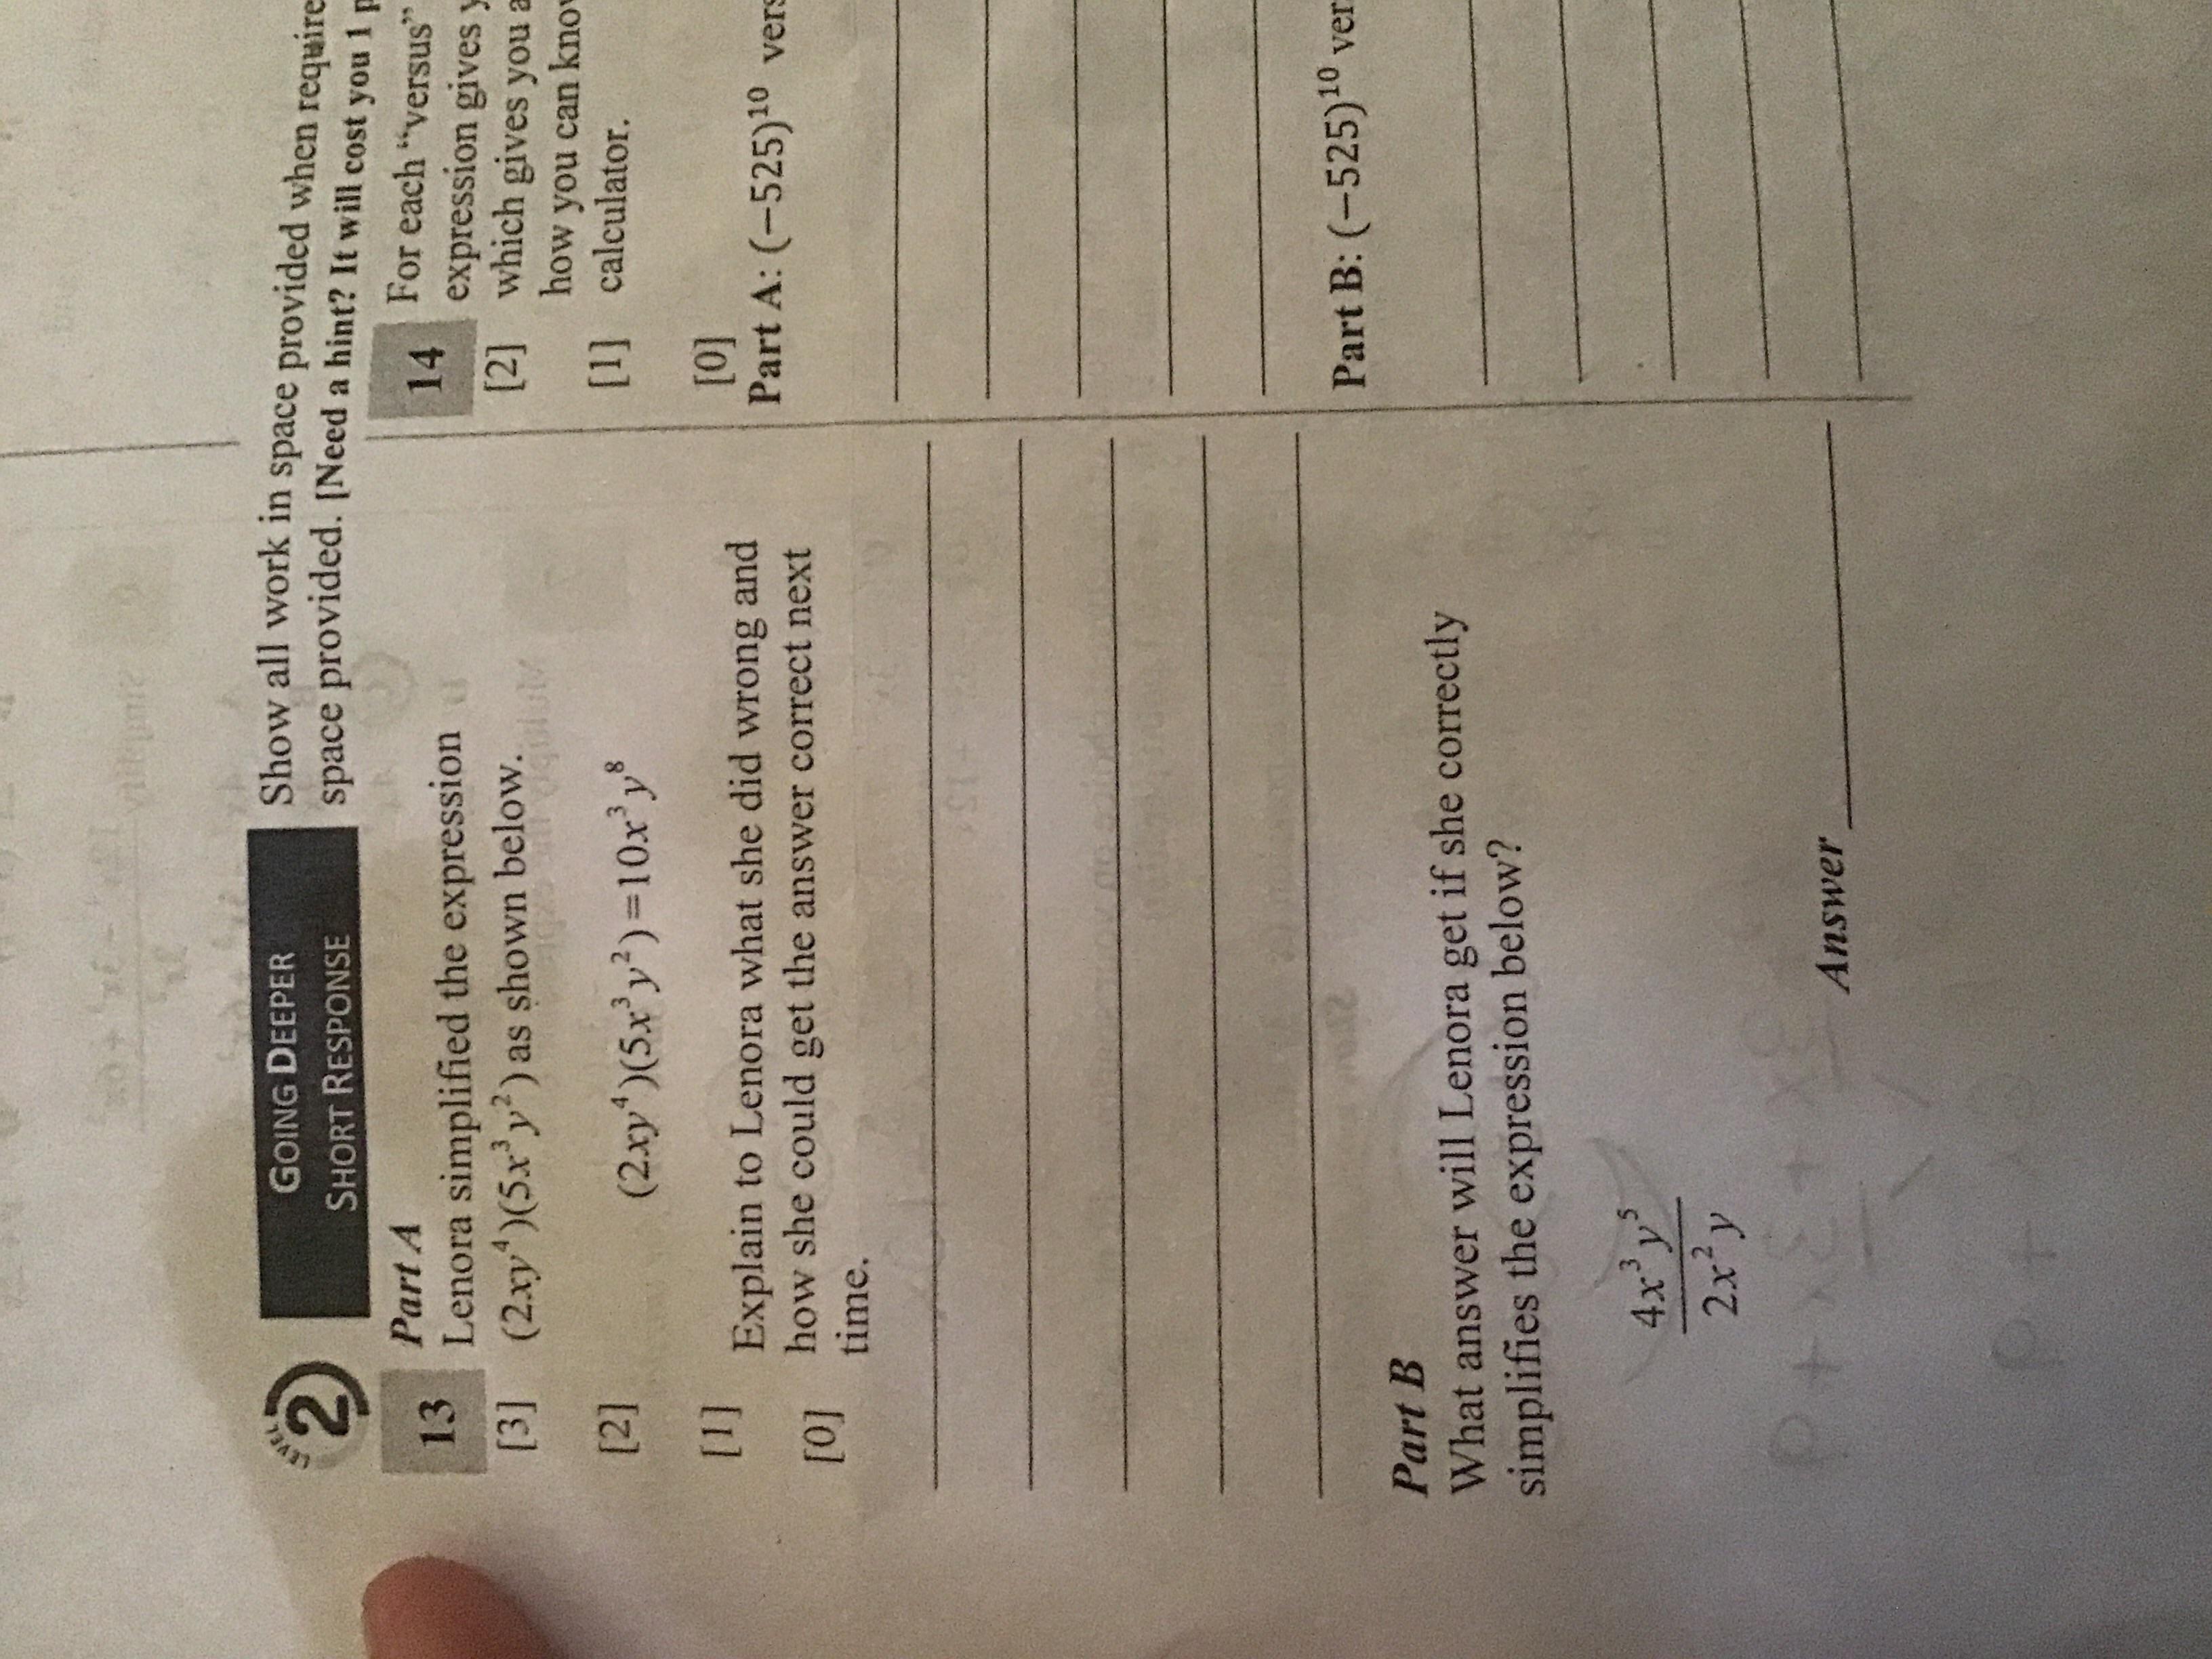 LEVEL 2
GOING DEEPER
SHORT RESPONSE
Show all work in space provided when
space provided. [Need a hint? It will cost you 1
13
[3]
[2]
[1]
[0]
Part A
Lenora simplified the expression
(2xy⁴)(5x³y²) as shown below.
(2xy⁴)(5x³y²)=10x³y⁸
Explain to Lenora what she did wrong and
how she could get the answer correct next
time.
Part B
What answer will Lenora get if she correctly
simplifies the expression below?
4x³y⁵
2x²y
Answer
14
[2]
[1]
[0]
For each "versus"
expression gives
which gives you
how you can
calculator.
Part A: (−525)¹⁰
Part B: (−525)¹⁰